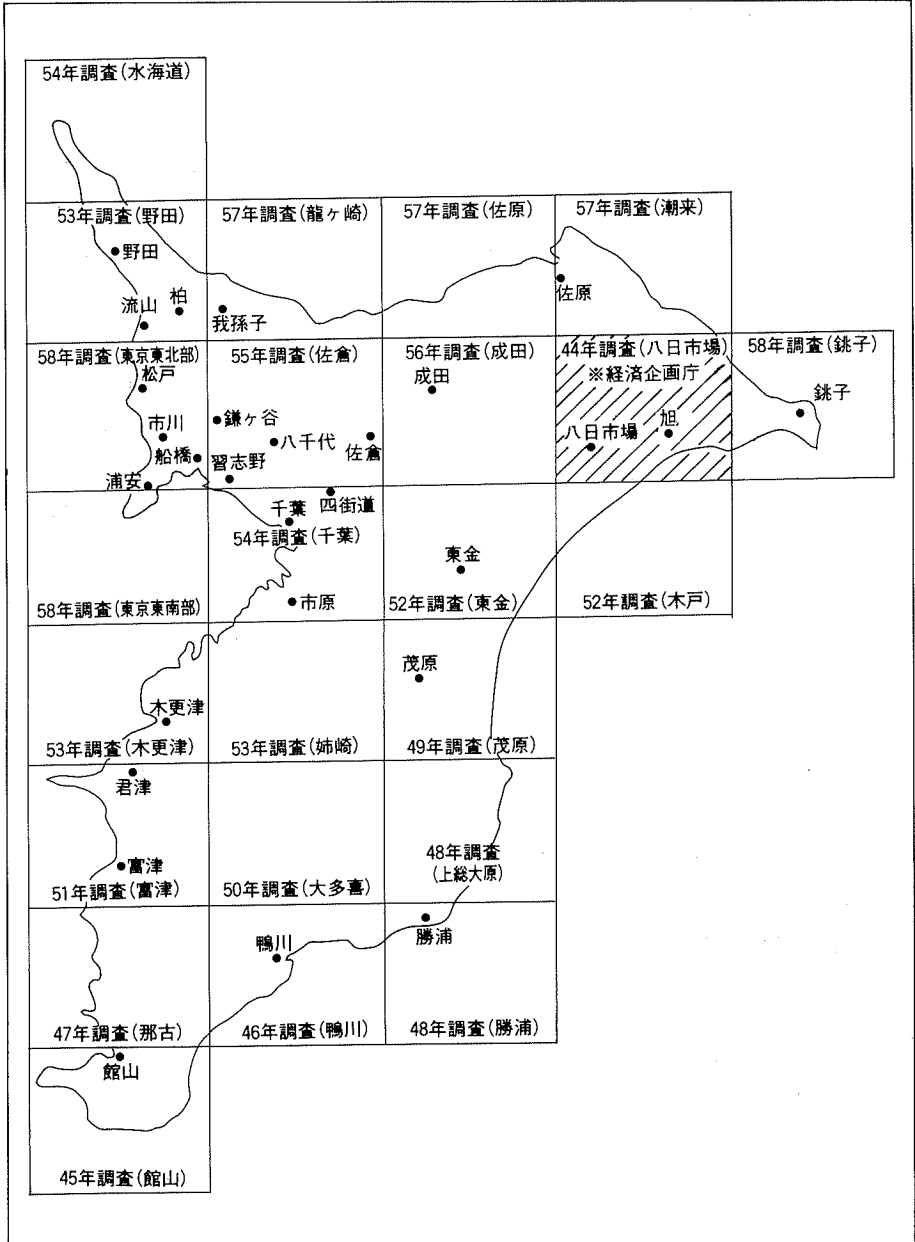 54年調査(水海道)
53年調査(野田)
57年調査(龍ヶ崎)
57年調査(佐原)
57年調査(潮来)
野田
佐原
柏
流山
我孫子
58年調査(東京東北部)
55年調査(佐倉)
56年調査(成田)
44年調査(八日市場)
※経済企画庁
58年調査(銚子)
松戸
成田
銚子
鎌ヶ谷
市川
八千代
佐倉
八日市場
旭
船橋
習志野
浦安
四街道
千葉
54年調査(千葉)
東金
58年調査(東京東南部)
市原
52年調査(東金)
52年調査(木戸)
茂原
木更津
53年調査(木更津)
53年調査(姉崎)
49年調査(茂原)
君津
富津
48年調査
(上総大原)
51年調査(富津)
50年調査(大多喜)
勝浦
鴨川
47年調査(那古)
46年調査(鴨川)
48年調査(勝浦)
館山
45年調査(館山)